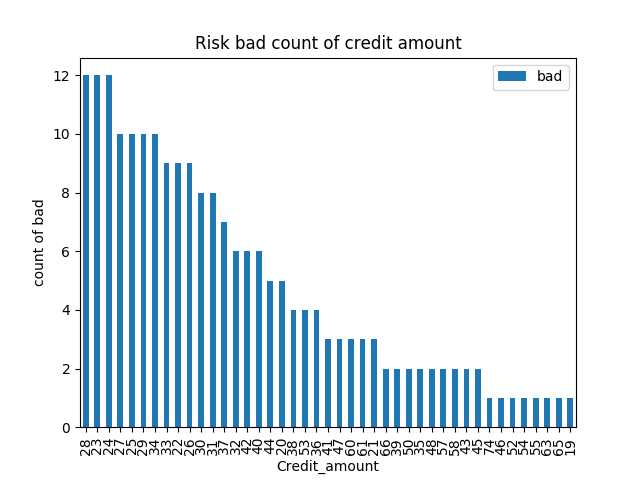 Risk bad count of credit amount
bad
count of bad
12
10
8
6
4
2
0
28 23 24 27 25 29 34 33 22 26 30 31 37 32 42 40 44 20 38 53 36 41 47 60 61 21 66 39 50 35 48 57 58 43 45 74 46 52 54 55 63 65 19
Credit_amount